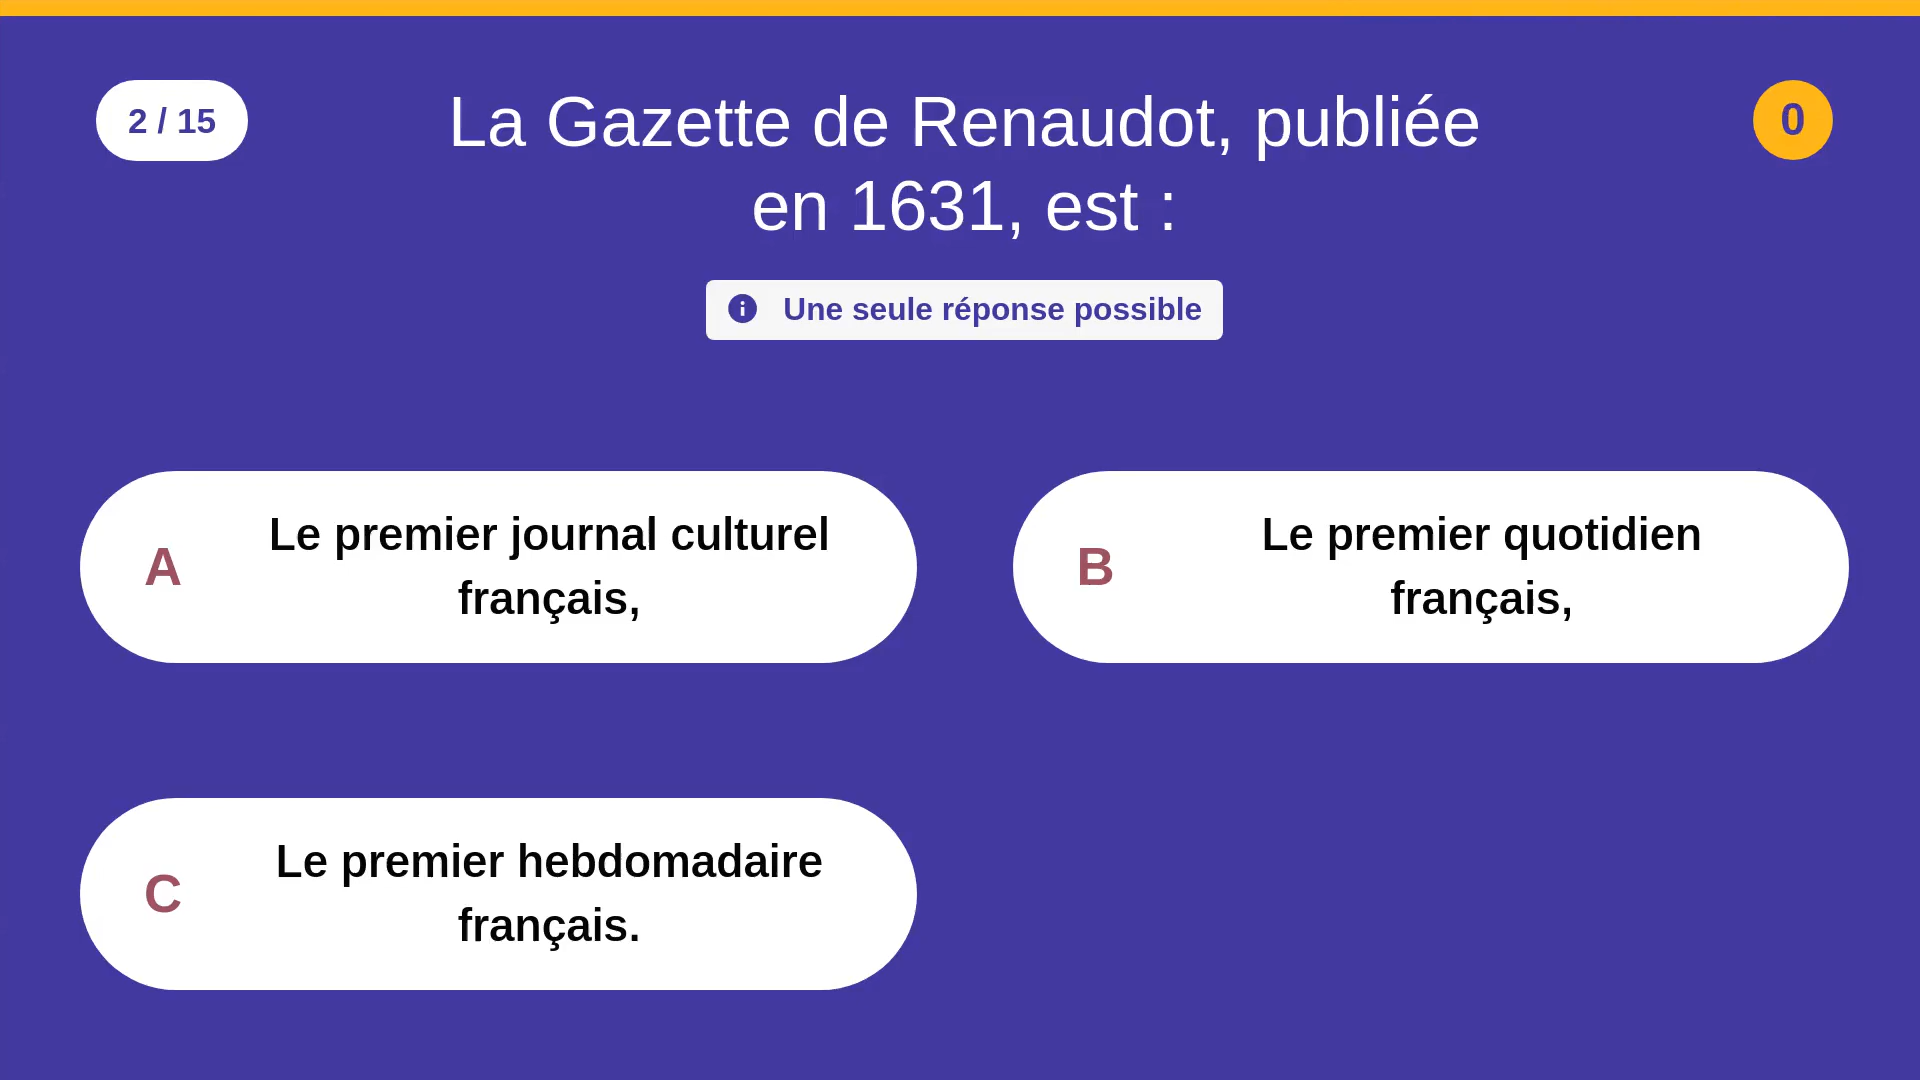 2 / 15
La Gazette de Renaudot, publiée
en 1631, est :
0
Une seule réponse possible
A
Le premier journal culturel
français,
B
Le premier quotidien
français,
C
Le premier hebdomadaire
français.